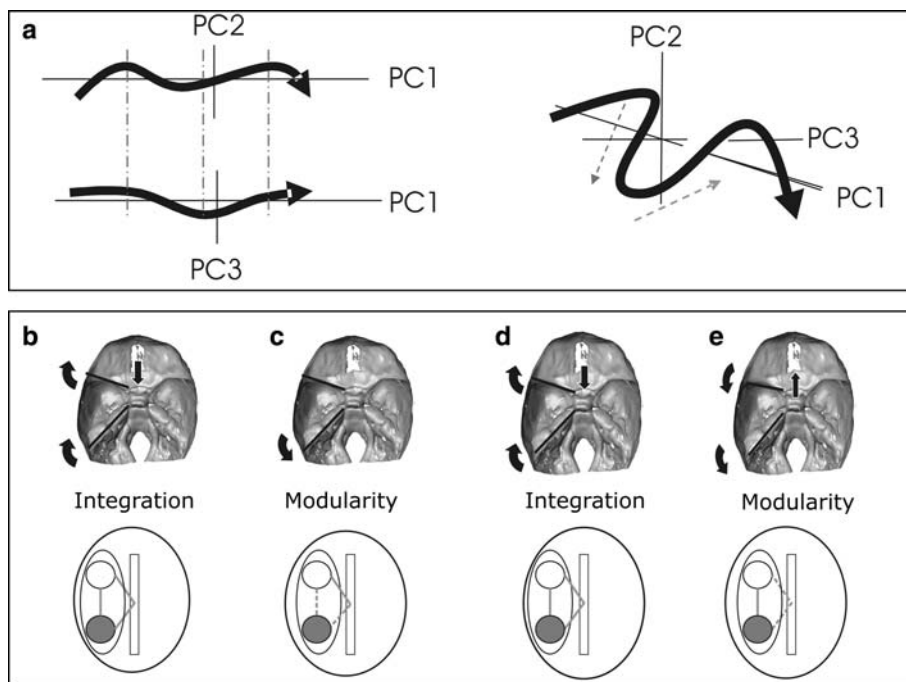 a
PC2
PC1
PC1
PC3
PC2
PC3
PC1
b c d e
Integration Modularity Integration Modularity